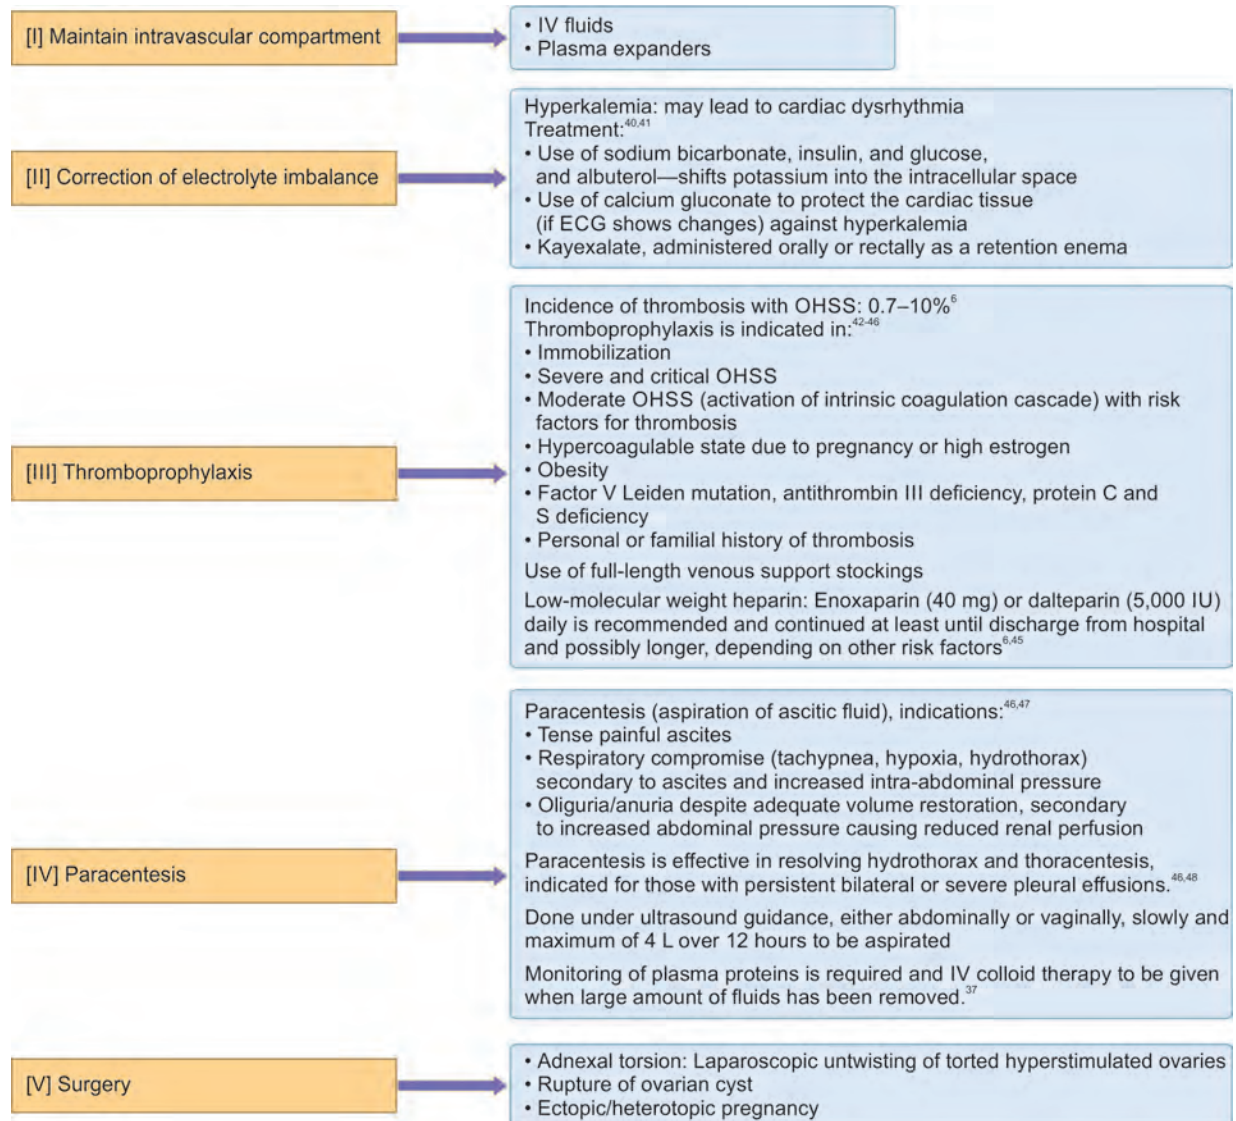 [I] Maintain intravascular compartment
• IV fluids
• Plasma expanders
[II] Correction of electrolyte imbalance
Hyperkalemia: may lead to cardiac dysrhythmia
Treatment:40,41
• Use of sodium bicarbonate, insulin, and glucose,
and albuterol—shifts potassium into the intracellular space
• Use of calcium gluconate to protect the cardiac tissue
(if ECG shows changes) against hyperkalemia
• Kayexalate, administered orally or rectally as a retention enema
[III] Thromboprophylaxis
Incidence of thrombosis with OHSS: 0.7–10%6
Thromboprophylaxis is indicated in:42-46
• Immobilization
• Severe and critical OHSS
• Moderate OHSS (activation of intrinsic coagulation cascade) with risk
factors for thrombosis
• Hypercoagulable state due to pregnancy or high estrogen
• Obesity
• Factor V Leiden mutation, antithrombin III deficiency, protein C and
S deficiency
• Personal or familial history of thrombosis
Use of full-length venous support stockings
Low-molecular weight heparin: Enoxaparin (40 mg) or dalteparin (5,000 IU)
daily is recommended and continued at least until discharge from hospital
and possibly longer, depending on other risk factors6,45
[IV] Paracentesis
Paracentesis (aspiration of ascitic fluid), indications:46,47
• Tense painful ascites
• Respiratory compromise (tachypnea, hypoxia, hydrothorax)
secondary to ascites and increased intra-abdominal pressure
• Oliguria/anuria despite adequate volume restoration, secondary
to increased abdominal pressure causing reduced renal perfusion
Paracentesis is effective in resolving hydrothorax and thoracentesis,
indicated for those with persistent bilateral or severe pleural effusions.46,48
Done under ultrasound guidance, either abdominally or vaginally, slowly and
maximum of 4 L over 12 hours to be aspirated
Monitoring of plasma proteins is required and IV colloid therapy to be given
when large amount of fluids has been removed.37
[V] Surgery
• Adnexal torsion: Laparoscopic untwisting of torted hyperstimulated ovaries
• Rupture of ovarian cyst
• Ectopic/heterotopic pregnancy